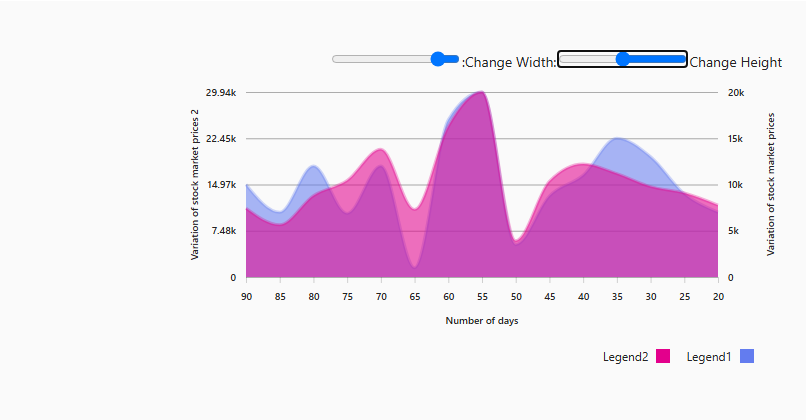 :Change Width: Change Height
Variation of stock market prices 2
29.94k
22.45k
14.97k
7.48k
0
20k
15k
10k
5k
0
Variation of stock market prices
90 85 80 75 70 65 60 55 50 45 40 35 30 25 20
Number of days
Legend2 Legend1